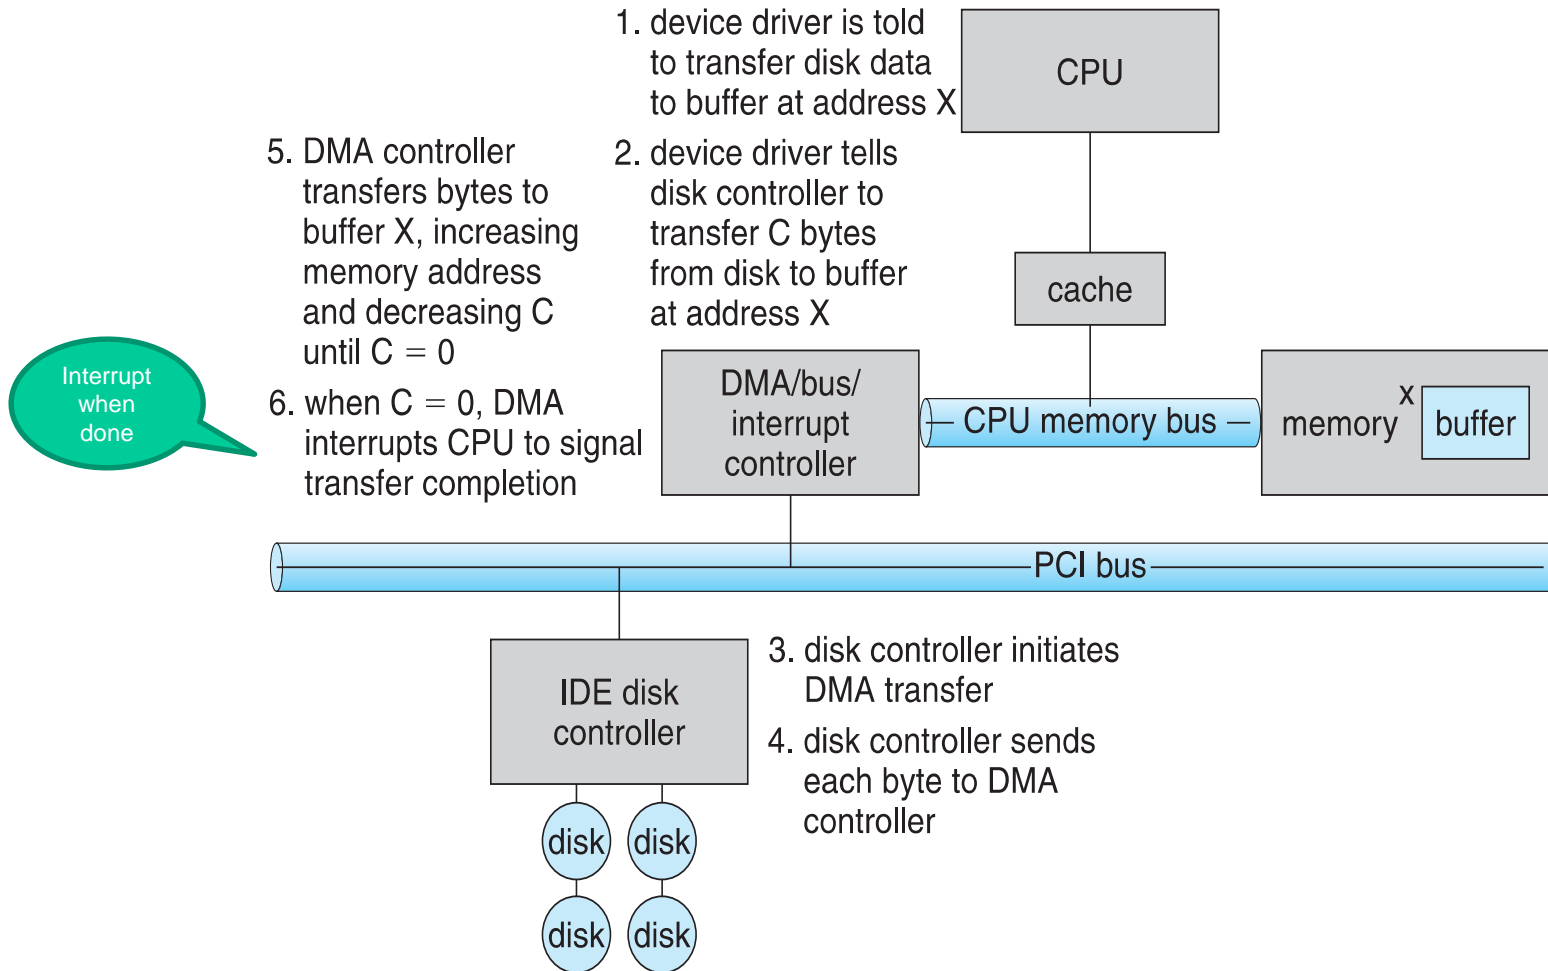 1. device driver is told
to transfer disk data
to buffer at address X
2. device driver tells
disk controller to
transfer C bytes
from disk to buffer
at address X
5. DMA controller
transfers bytes to
buffer X, increasing
memory address
and decreasing C
until C = 0
6. when C = 0, DMA
interrupts CPU to signal
transfer completion
Interrupt
when
done
CPU
cache
DMA/bus/
interrupt
controller
CPU memory bus
memory
x
buffer
PCI bus
IDE disk
controller
3. disk controller initiates
DMA transfer
4. disk controller sends
each byte to DMA
controller
disk
disk
disk
disk